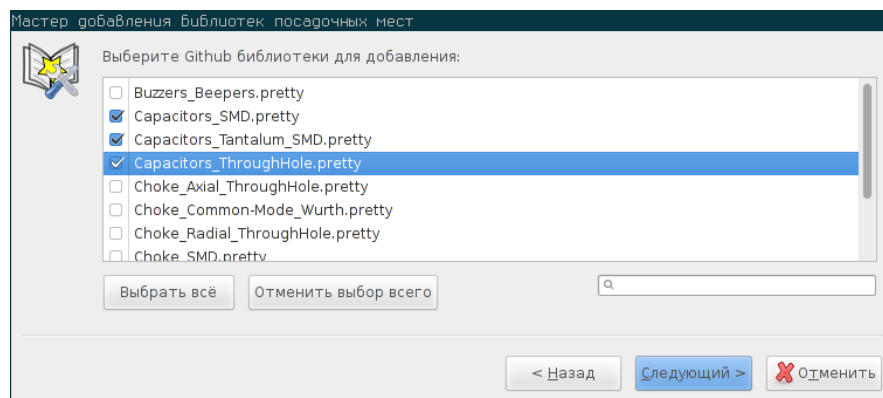 Мастер добавления библиотек посадочных мест
Выберите Github библиотеки для добавления:
Buzzers_Beepers.pretty
Capacitors_SMD.pretty
Capacitors_Tantalum_SMD.pretty
Capacitors_ThroughHole.pretty
Choke_Axial_ThroughHole.pretty
Choke_Common-Mode_Wurth.pretty
Choke_Radial_ThroughHole.pretty
Choke_SMD.pretty
Выбрать всё Отменить выбор всего
< Назад Следующий > Отменить